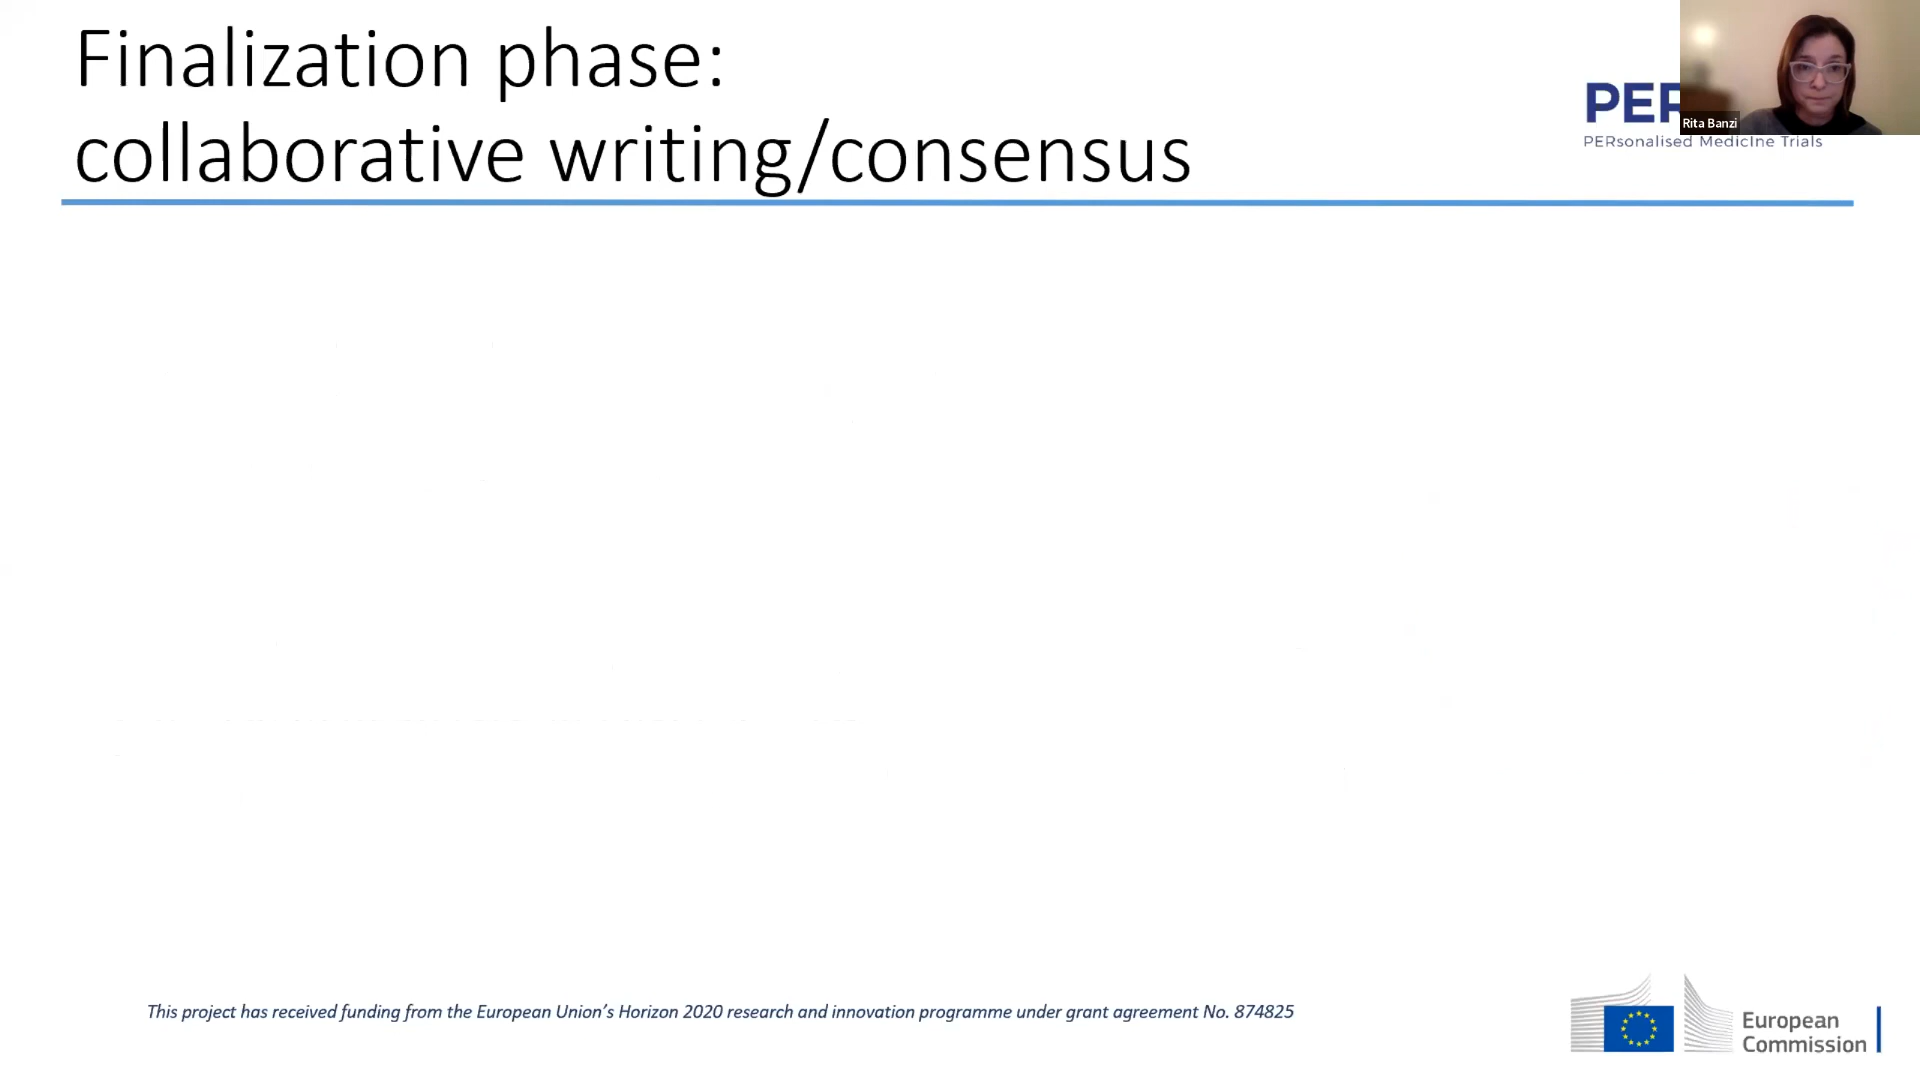 Finalization phase:
collaborative writing/consensus
PER
Rita Banzi
PERsonalised MedicIne Trials
This project has received funding from the European Union's Horizon 2020 research and innovation programme under grant agreement No. 874825
European
Commission